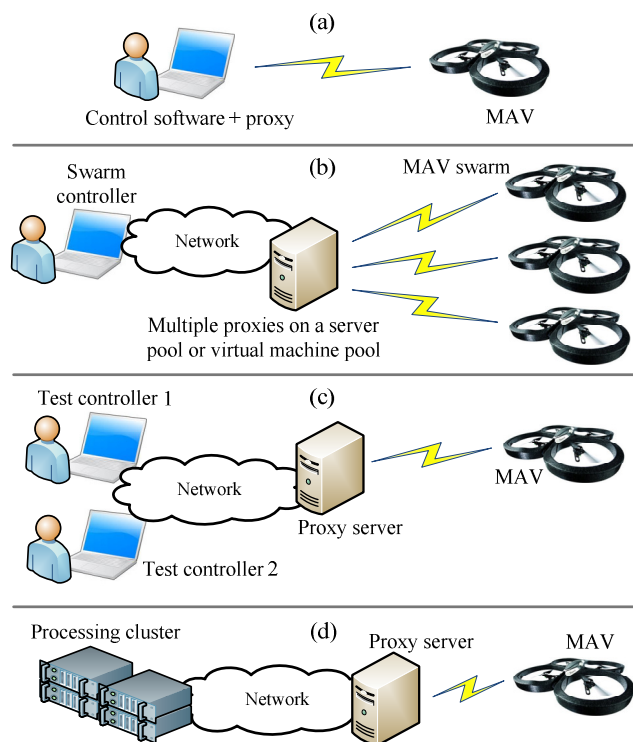 (a)
Control software + proxy
MAV
(b)
MAV swarm
Swarm
controller
Network
Multiple proxies on a server
pool or virtual machine pool
Test controller 1
(c)
Network
MAV
Proxy server
Test controller 2
(d)
Processing cluster
Proxy server
MAV
Network